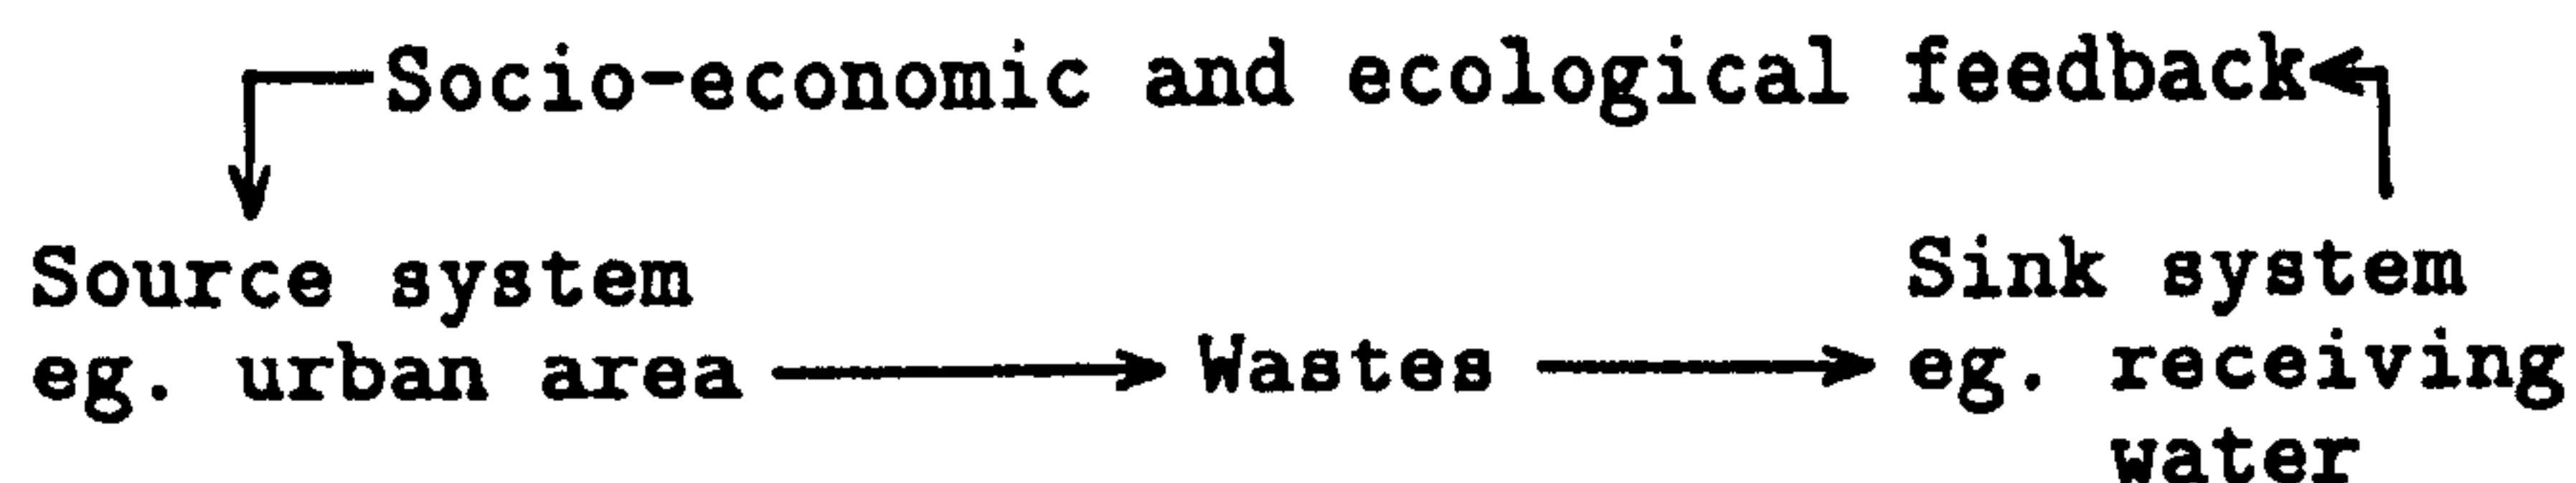 Socio-economic and ecological feedback
Source system
eg. urban area
Wastes
Sink system
eg. receiving
water